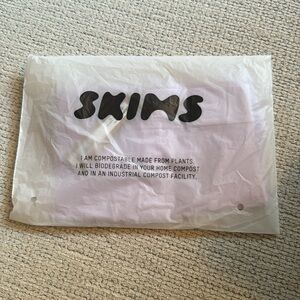 SKIMS
I AM COMPOSTABLE MADE FROM PLANTS.
I WILL BIODEGRADE IN YOUR HOME COMPOST
AND IN AN INDUSTRIAL COMPOST FACILITY.